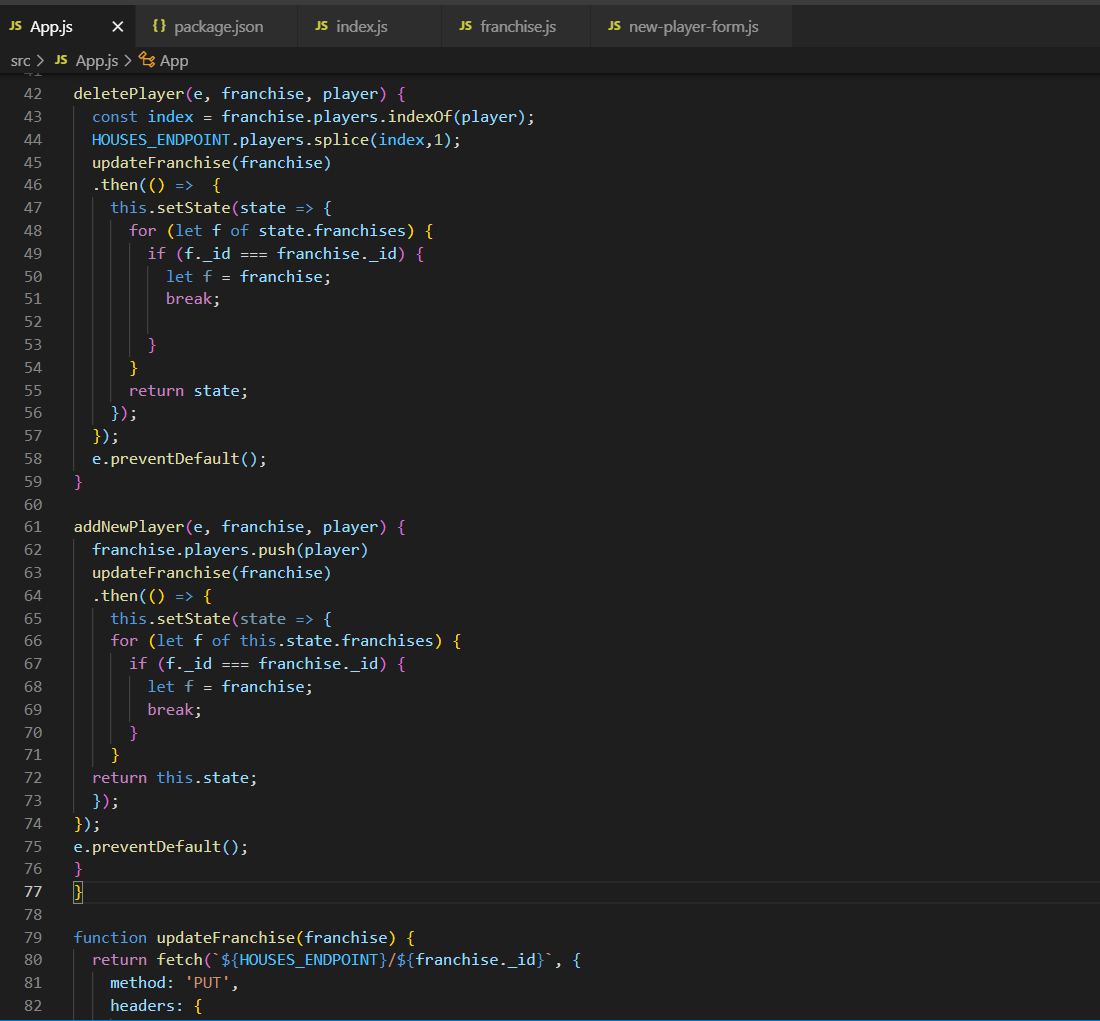 JS App.js × {} package.json JS index.js JS franchise.js JS new-player-form.js
src > JS App.js > App
41
42 deletePlayer(e, franchise, player) {
43   const index = franchise.players.indexOf(player);
44   HOUSES_ENDPOINT.players.splice(index,1);
45   updateFranchise(franchise)
46   .then(() =>  {
47     this.setState(state => {
48       for (let f of state.franchises) {
49         if (f._id === franchise._id) {
50           let f = franchise;
51           break;
52
53         }
54       }
55       return state;
56     });
57   });
58   e.preventDefault();
59 }
60
61 addNewPlayer(e, franchise, player) {
62   franchise.players.push(player)
63   updateFranchise(franchise)
64   .then(() => {
65     this.setState(state => {
66     for (let f of this.state.franchises) {
67       if (f._id === franchise._id) {
68         let f = franchise;
69         break;
70       }
71     }
72   return this.state;
73   });
74 });
75 e.preventDefault();
76 }
77 }
78
79 function updateFranchise(franchise) {
80   return fetch(`${HOUSES_ENDPOINT}/${franchise._id}`, {
81     method: 'PUT',
82     headers: {